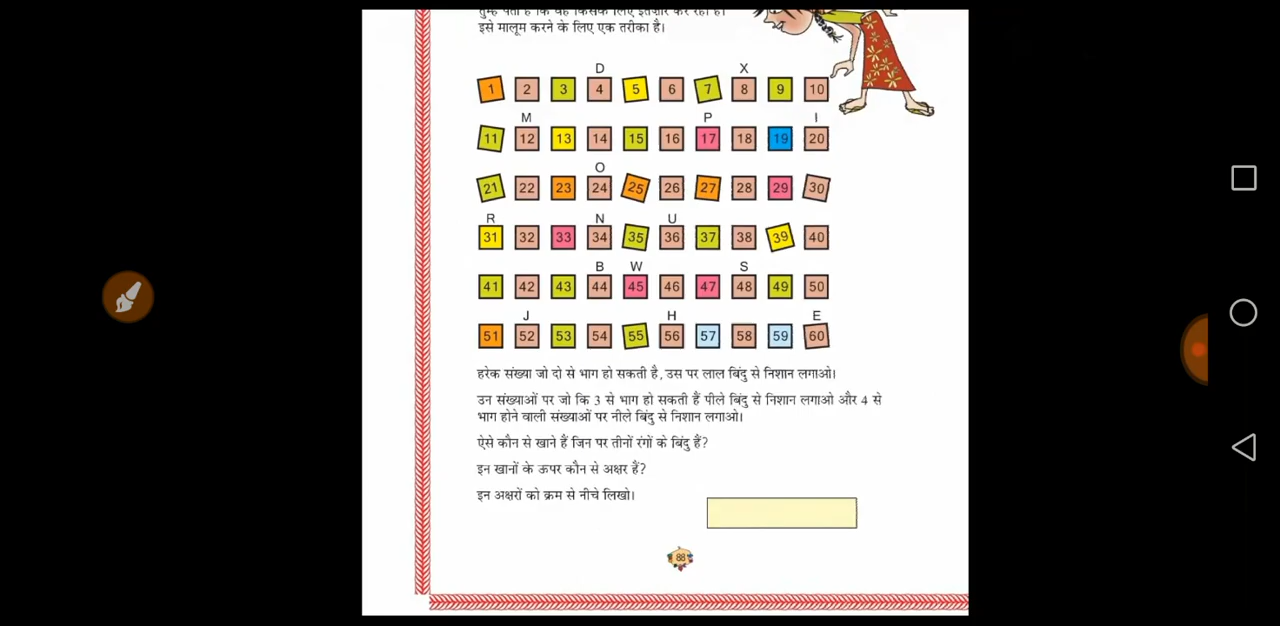 इसे मालूम करने के लिए एक तरीका है।
D X
1 2 3 4 5 6 7 8 9 10
M P I
11 12 13 14 15 16 17 18 19 20
O
21 22 23 24 25 26 27 28 29 30
R N U
31 32 33 34 35 36 37 38 39 40
B W S
41 42 43 44 45 46 47 48 49 50
J H E
51 52 53 54 55 56 57 58 59 60
हरेक संख्या जो दो से भाग हो सकती है, उस पर लाल बिंदु से निशान लगाओ।
उन संख्याओं पर जो कि 3 से भाग हो सकती हैं पीले बिंदु से निशान लगाओ और 4 से
भाग होने वाली संख्याओं पर नीले बिंदु से निशान लगाओ।
ऐसे कौन से खाने हैं जिन पर तीनों रंगों के बिंदु हैं?
इन खानों के ऊपर कौन से अक्षर हैं?
इन अक्षरों को क्रम से नीचे लिखो।
88